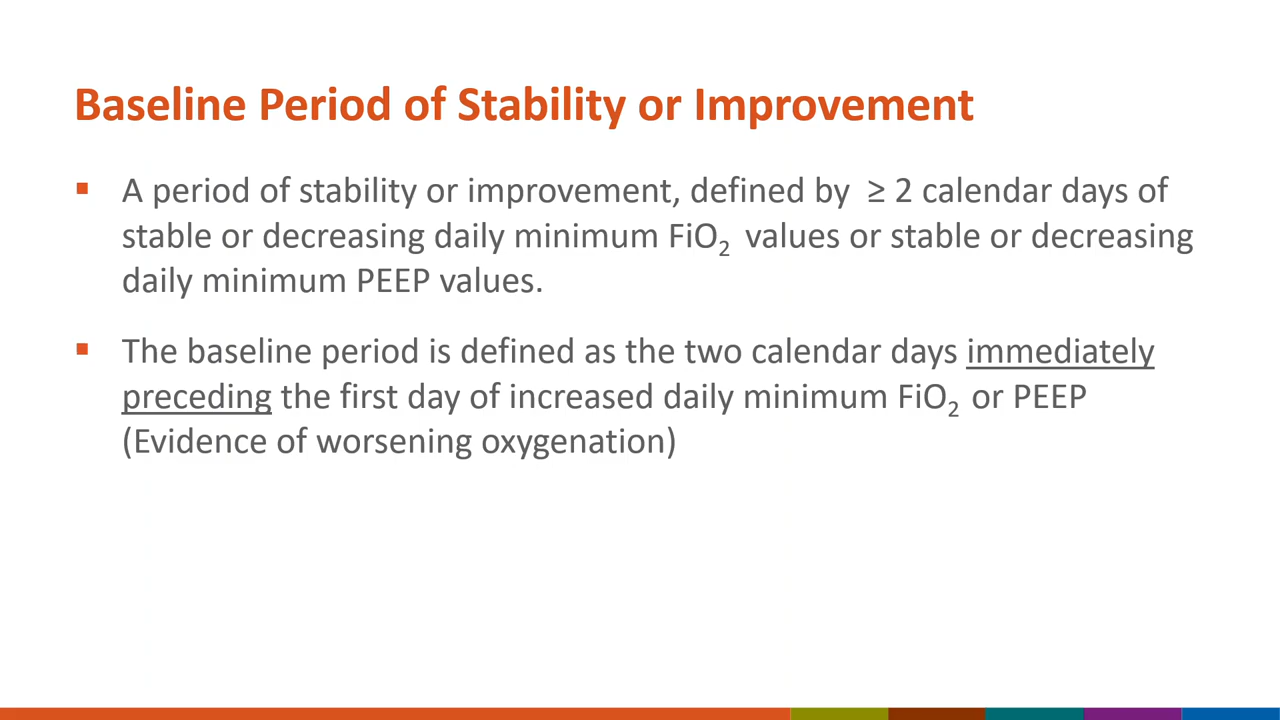 Baseline Period of Stability or Improvement
▪ A period of stability or improvement, defined by ≥ 2 calendar days of
stable or decreasing daily minimum FiO₂ values or stable or decreasing
daily minimum PEEP values.
▪ The baseline period is defined as the two calendar days immediately
preceding the first day of increased daily minimum FiO₂ or PEEP
(Evidence of worsening oxygenation)